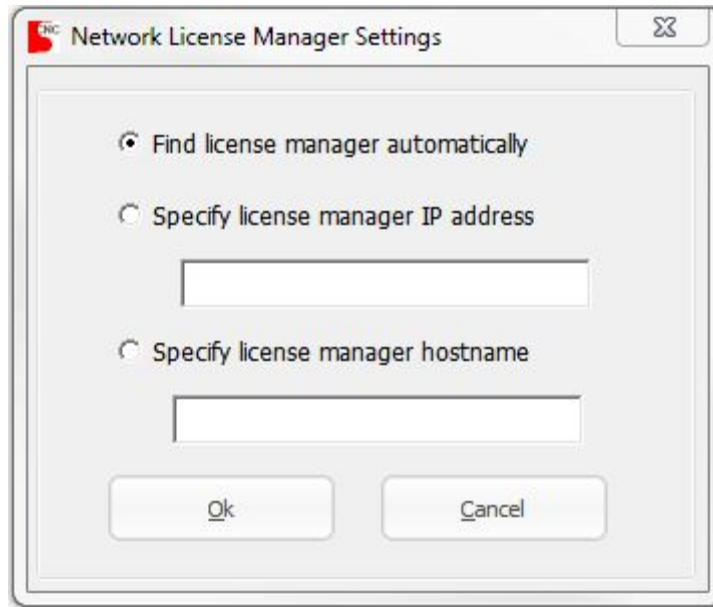 CNC
Network License Manager Settings
Find license manager automatically
Specify license manager IP address
Specify license manager hostname
Ok
Cancel